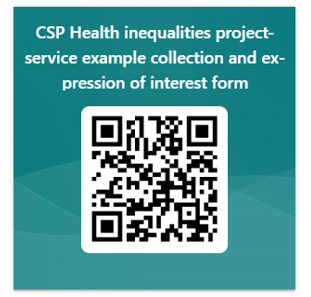 CSP Health inequalities project-
service example collection and ex-
pression of interest form